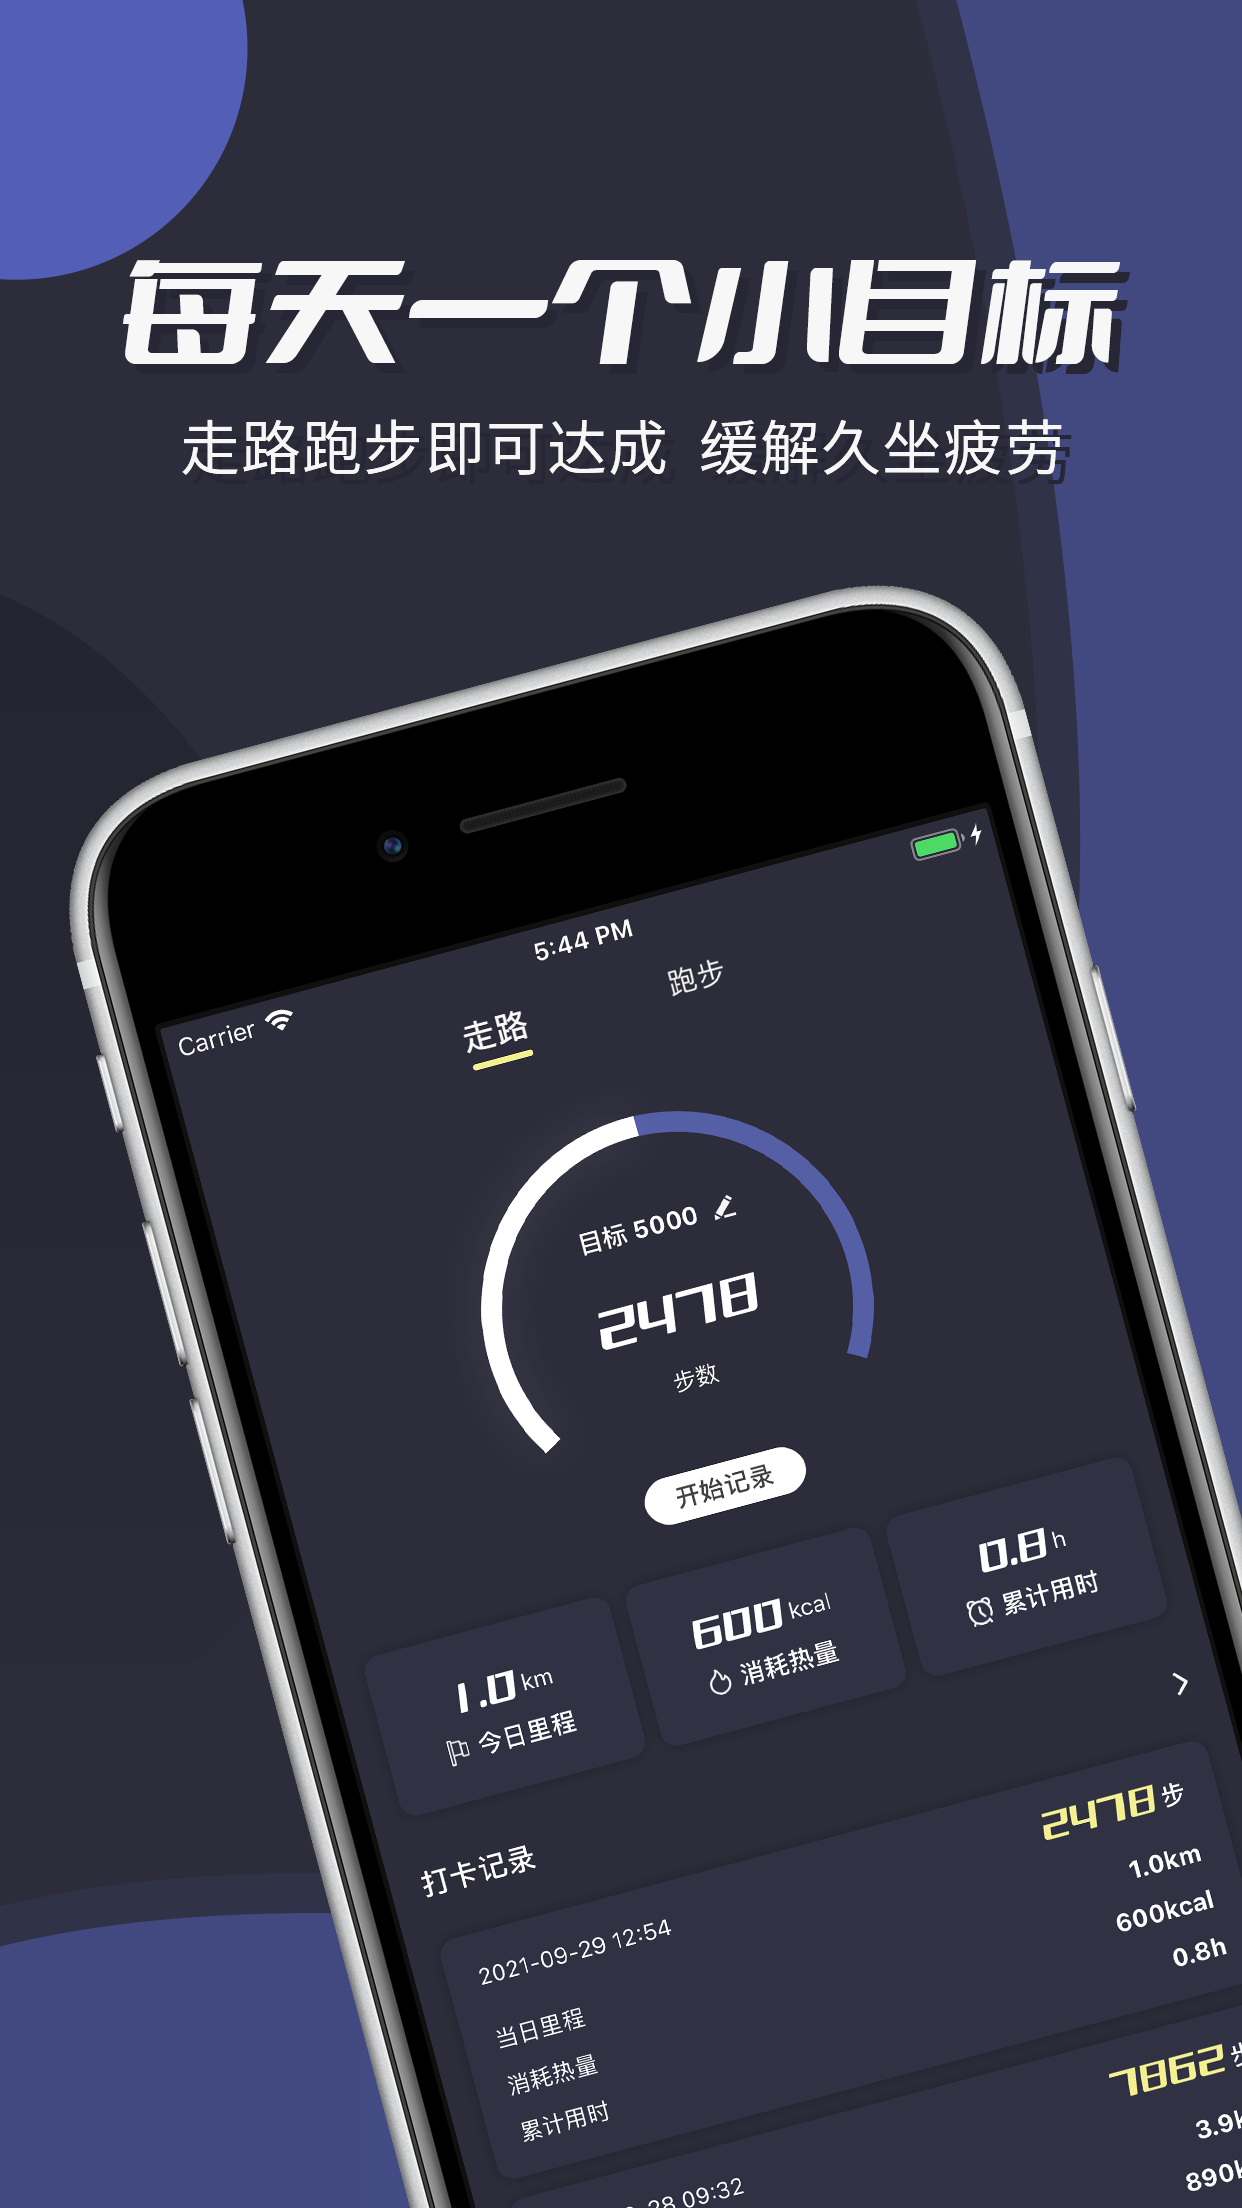 每天一个小目标
走路跑步即可达成 缓解久坐疲劳
Carrier 5:44 PM
走路 跑步
目标 5000
2478
步数
开始记录
1.0 km
今日里程
600 kcal
消耗热量
0.8 h
累计用时
打卡记录
2021-09-29 12:54 2478 步
当日里程 1.0km
消耗热量 600kcal
累计用时 0.8h
28 09:32 7862 步
3.9
890